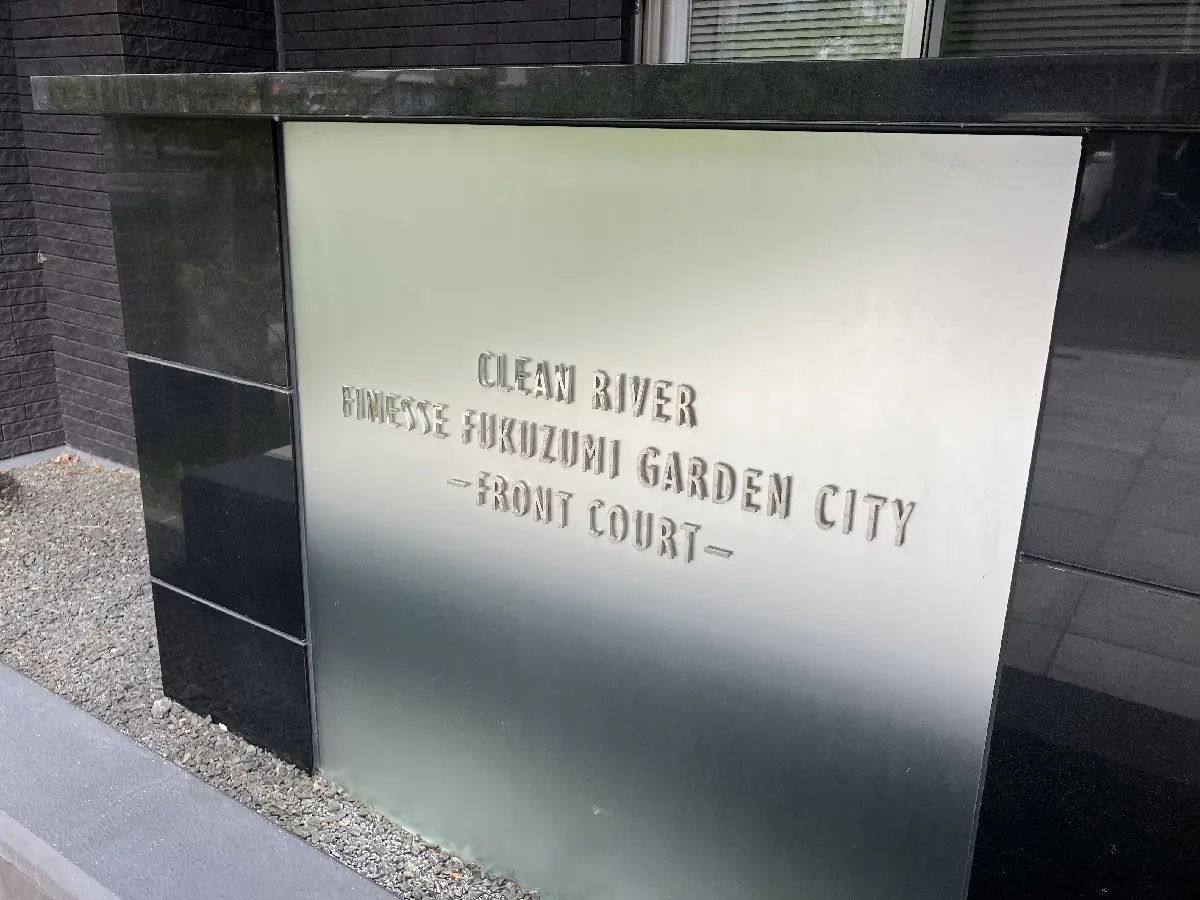 CLEAN RIVER
FINESSE FUKUZUMI GARDEN CITY
—FRONT COURT—